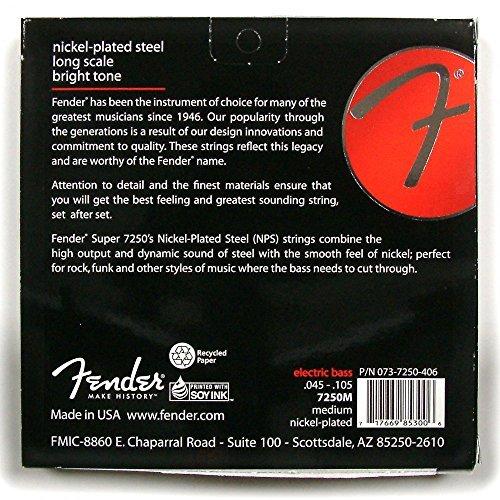 nickel-plated steel
long scale
bright tone
Fender® has been the instrument of choice for many of the
greatest musicians since 1946. Our popularity through
the generations is a result of our design innovations and
commitment to quality. These strings reflect this legacy
and are worthy of the Fender® name.
Attention to detail and the finest materials ensure that
you will get the best feeling and greatest sounding string,
set after set.
Fender® Super 7250's Nickel-Plated Steel (NPS) strings combine the
high output and dynamic sound of steel with the smooth feel of nickel; perfect
for rock, funk and other styles of music where the bass needs to cut through.
F®
Recycled
Paper
Fender®
MAKE HISTORY™
PRINTED WITH
SOY INK™
Made in USA www.fender.com
electric bass P/N 073-7250-406
.045 - .105
7250M
medium
nickel-plated
7 17669 85300 6
FMIC-8860 E. Chaparral Road - Suite 100 - Scottsdale, AZ 85250-2610